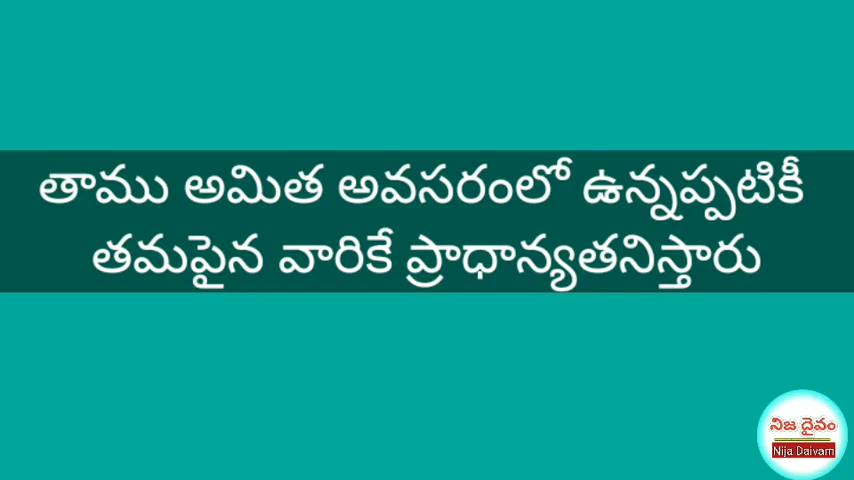 తాము అమిత అవసరంలో ఉన్నప్పటికీ
తమపైన వారికే ప్రాధాన్యతనిస్తారు
నిజ దైవం
Nija Daivam